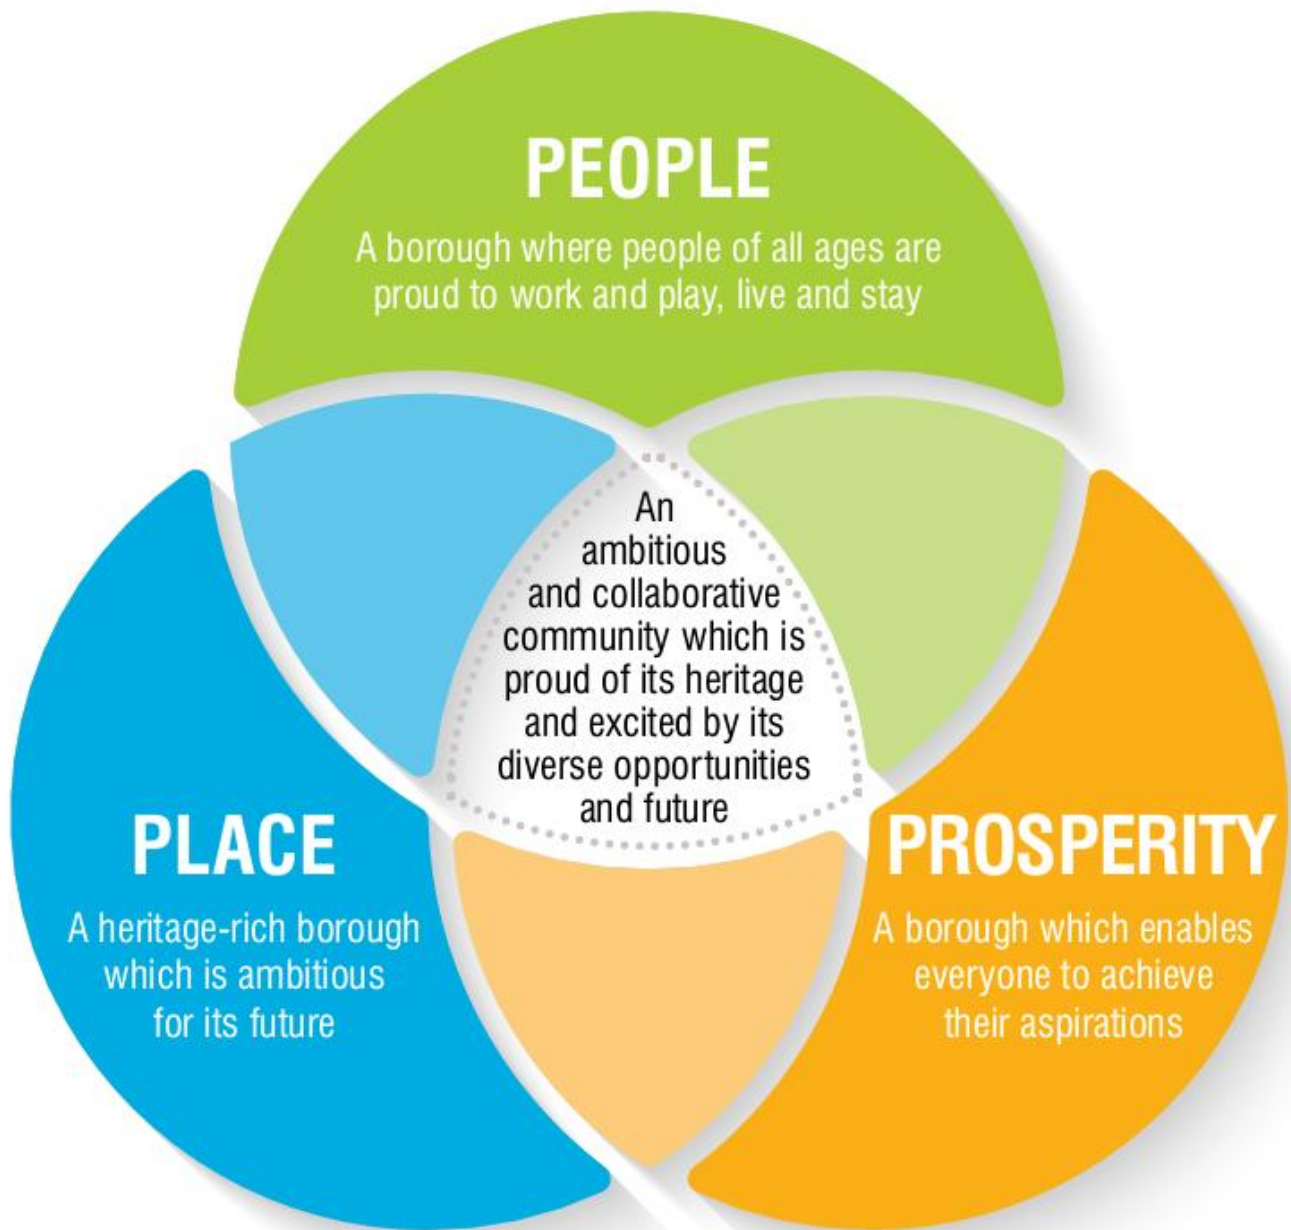 PEOPLE
A borough where people of all ages are
proud to work and play, live and stay
An
ambitious
and collaborative
community which is
proud of its heritage
and excited by its
diverse opportunities
and future
PLACE
A heritage-rich borough
which is ambitious
for its future
PROSPERITY
A borough which enables
everyone to achieve
their aspirations